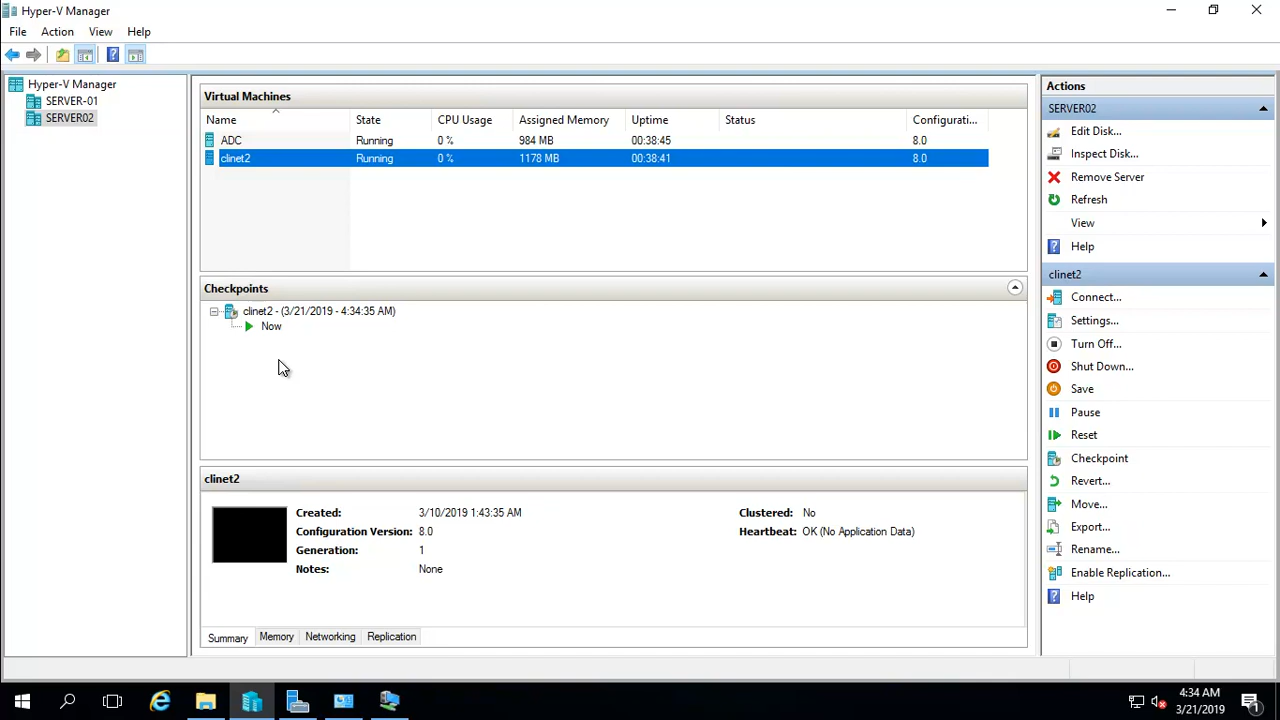 Hyper-V Manager
File Action View Help
Hyper-V Manager
SERVER-01
SERVER02
Virtual Machines
Name State CPU Usage Assigned Memory Uptime Status Configurati...
ADC Running 0 % 984 MB 00:38:45 8.0
clinet2 Running 0 % 1178 MB 00:38:41 8.0
Checkpoints
clinet2 - (3/21/2019 - 4:34:35 AM)
Now
clinet2
Created: 3/10/2019 1:43:35 AM Clustered: No
Configuration Version: 8.0 Heartbeat: OK (No Application Data)
Generation: 1
Notes: None
Summary Memory Networking Replication
Actions
SERVER02
Edit Disk...
Inspect Disk...
Remove Server
Refresh
View
Help
clinet2
Connect...
Settings...
Turn Off...
Shut Down...
Save
Pause
Reset
Checkpoint
Revert...
Move...
Export...
Rename...
Enable Replication...
Help
4:34 AM
3/21/2019
1